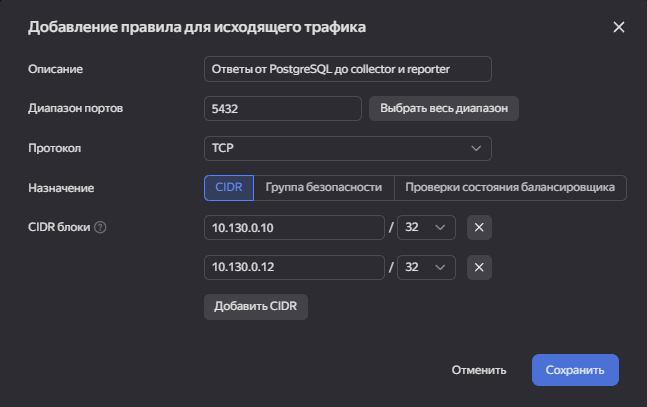 Добавление правила для исходящего трафика
Описание Ответы от PostgreSQL до collector и reporter
Диапазон портов 5432 Выбрать весь диапазон
Протокол TCP
Назначение CIDR Группа безопасности Проверки состояния балансировщика
CIDR блоки 10.130.0.10 / 32
10.130.0.12 / 32
Добавить CIDR
Отменить Сохранить